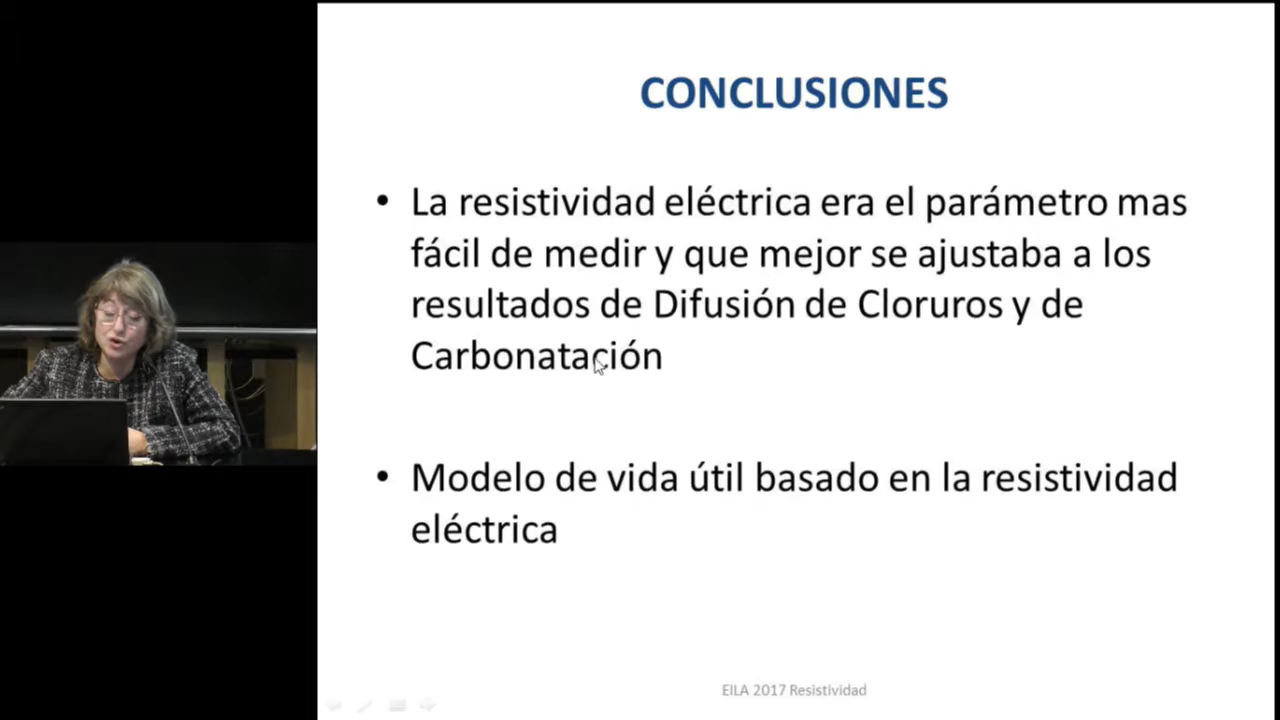 CONCLUSIONES
• La resistividad eléctrica era el parámetro mas
fácil de medir y que mejor se ajustaba a los
resultados de Difusión de Cloruros y de
Carbonatación
• Modelo de vida útil basado en la resistividad
eléctrica
EILA 2017 Resistividad